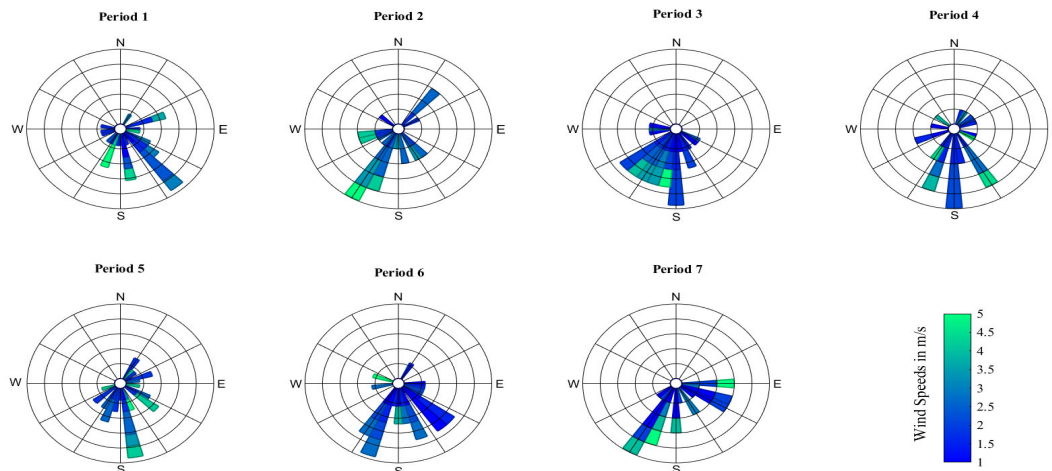 Period 1
Period 2
Period 3
Period 4
N
N
N
N
W
E
W
E
W
E
W
E
S
S
S
S
Period 5
Period 6
Period 7
N
N
N
W
E
W
E
W
E
S
S
S
Wind Speeds in m/s
5
4.5
4
3.5
3
2.5
2
1.5
1